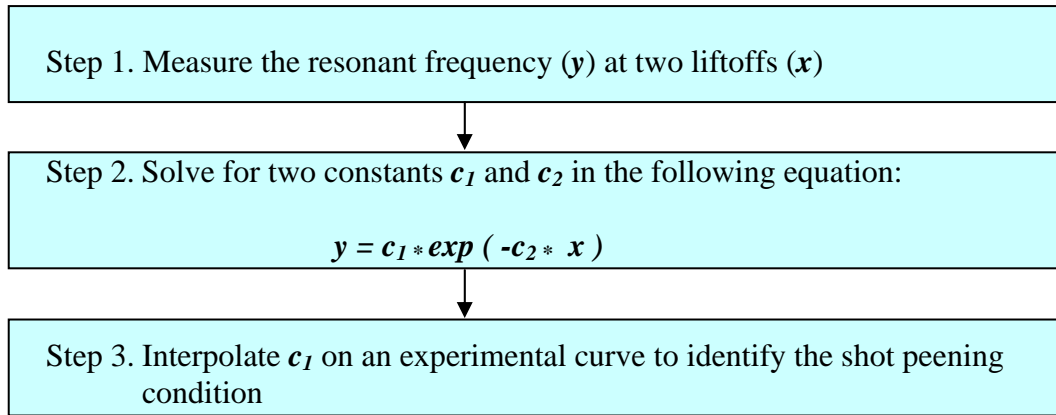 Step 1. Measure the resonant frequency (y) at two liftoffs (x)
Step 2. Solve for two constants c₁ and c₂ in the following equation:
y = c₁ * exp ( -c₂ * x )
Step 3. Interpolate c₁ on an experimental curve to identify the shot peening
condition